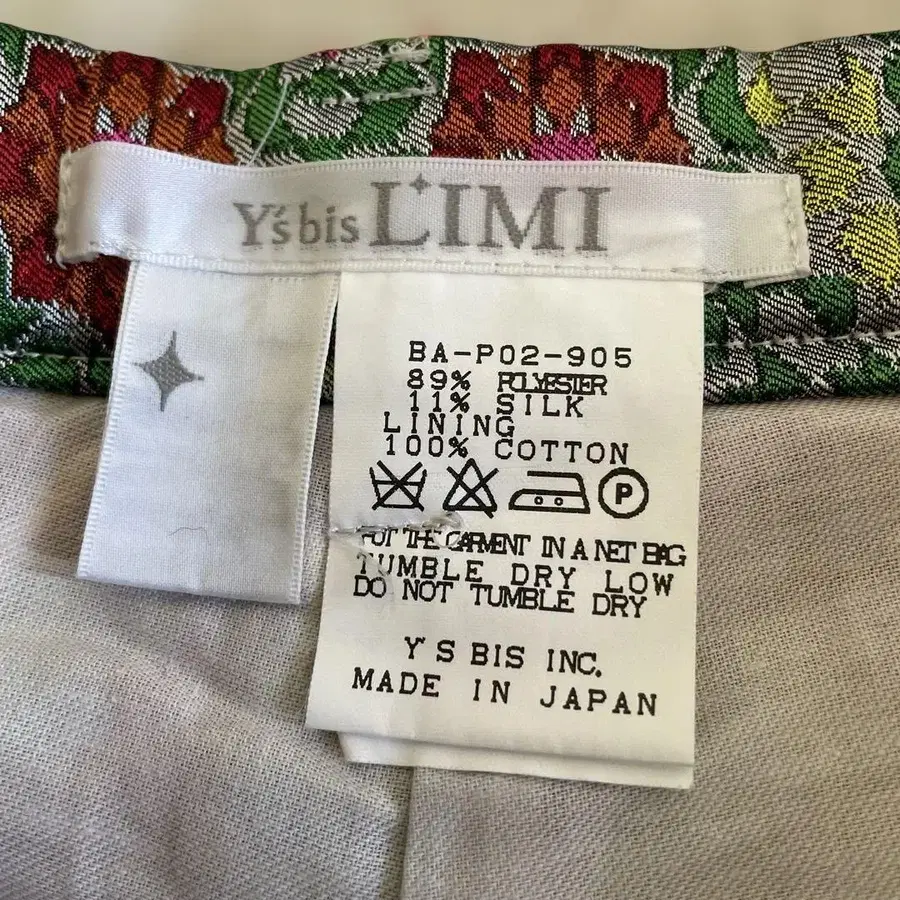 Y's bis L'IMI
BA-P02-905
89% POLYESTER
11% SILK
LINING
100% COTTON
P
PUT THE GARMENT IN A NET BAG
TUMBLE DRY LOW
DO NOT TUMBLE DRY
Y'S BIS INC.
MADE IN JAPAN